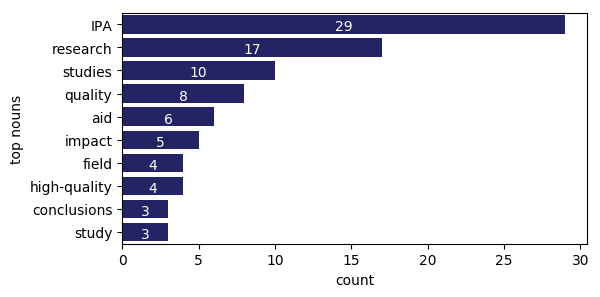 IPA 29
research 17
studies 10
quality 8
aid 6
impact 5
field 4
high-quality 4
conclusions 3
study 3
top nouns
0 5 10 15 20 25 30
count